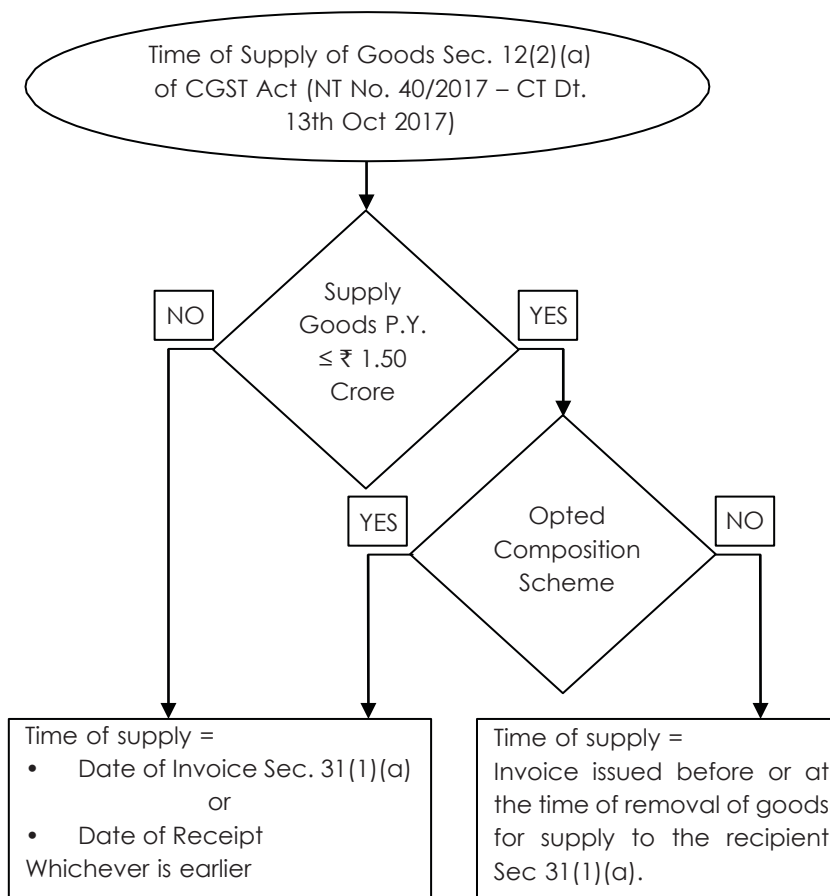 Time of Supply of Goods Sec. 12(2)(a)
of CGST Act (NT No. 40/2017 – CT Dt.
13th Oct 2017)
Supply
Goods P.Y.
≤ ₹ 1.50
Crore
NO
YES
Opted
Composition
Scheme
YES
NO
Time of supply =
• Date of Invoice Sec. 31(1)(a)
or
• Date of Receipt
Whichever is earlier
Time of supply =
Invoice issued before or at
the time of removal of goods
for supply to the recipient
Sec 31(1)(a).